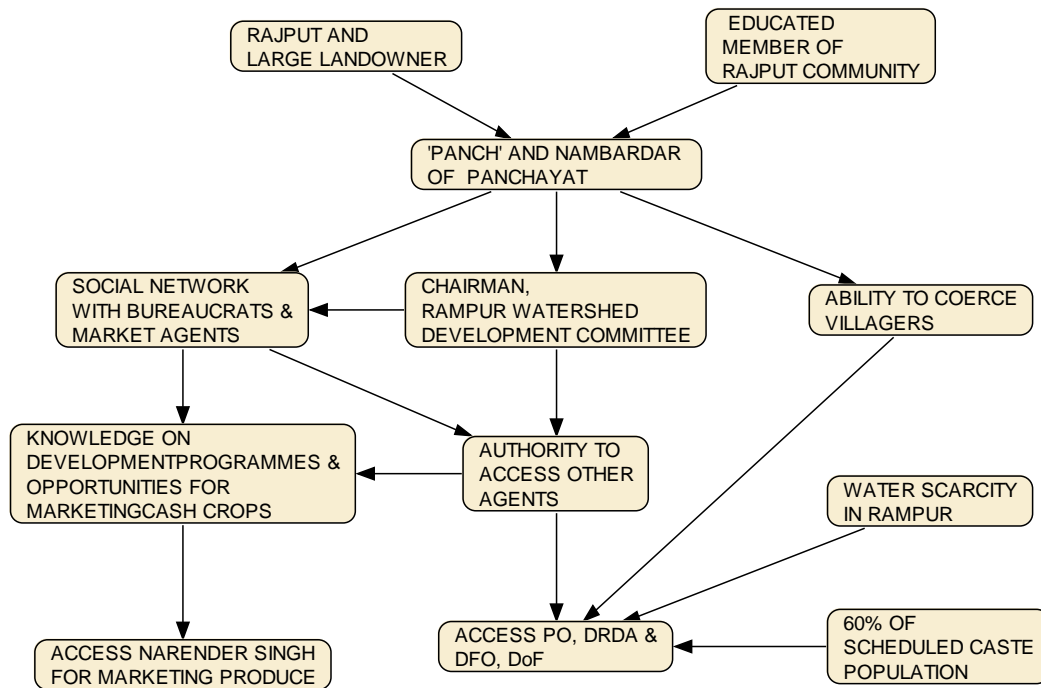 RAJPUT AND
LARGE LANDOWNER
EDUCATED
MEMBER OF
RAJPUT COMMUNITY
'PANCH' AND NAMBARDAR
OF PANCHAYAT
SOCIAL NETWORK
WITH BUREAUCRATS &
MARKET AGENTS
CHAIRMAN,
RAMPUR WATERSHED
DEVELOPMENT COMMITTEE
ABILITY TO COERCE
VILLAGERS
KNOWLEDGE ON
DEVELOPMENTPROGRAMMES &
OPPORTUNITIES FOR
MARKETINGCASH CROPS
AUTHORITY TO
ACCESS OTHER
AGENTS
WATER SCARCITY
IN RAMPUR
ACCESS NARENDER SINGH
FOR MARKETING PRODUCE
ACCESS PO, DRDA &
DFO, DoF
60% OF
SCHEDULED CASTE
POPULATION